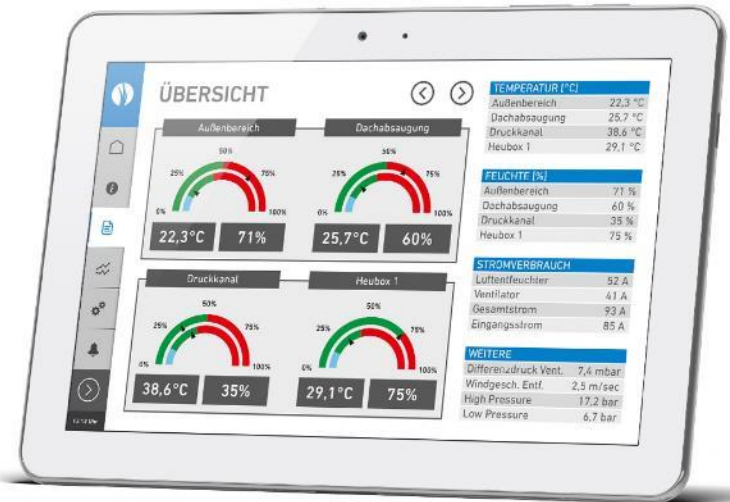 ÜBERSICHT
Außenbereich
50%
25%
75%
0%
100%
22,3°C 71%
Dachabsaugung
50%
25%
75%
0%
100%
25,7°C 60%
Druckkanal
50%
25%
75%
0%
100%
38,6°C 35%
Heubox 1
50%
25%
75%
0%
100%
29,1°C 75%
TEMPERATUR (°C)
Außenbereich 22,3 °C
Dachabsaugung 25,7 °C
Druckkanal 38,6 °C
Heubox 1 29,1 °C
FEUCHTE (%)
Außenbereich 71 %
Dachabsaugung 60 %
Druckkanal 35 %
Heubox 1 75 %
STROMVERBRAUCH
Luftentfeuchter 52 A
Ventilator 41 A
Gesamtstrom 93 A
Eingangsstrom 85 A
WEITERE
Differenzdruck Vent. 7,4 mbar
Windgesch. Entf. 2,5 m/sec
High Pressure 17,2 bar
Low Pressure 6,7 bar